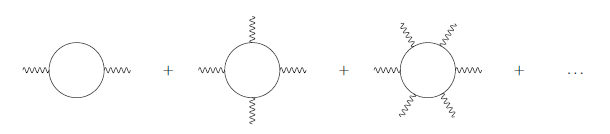 + + + ...